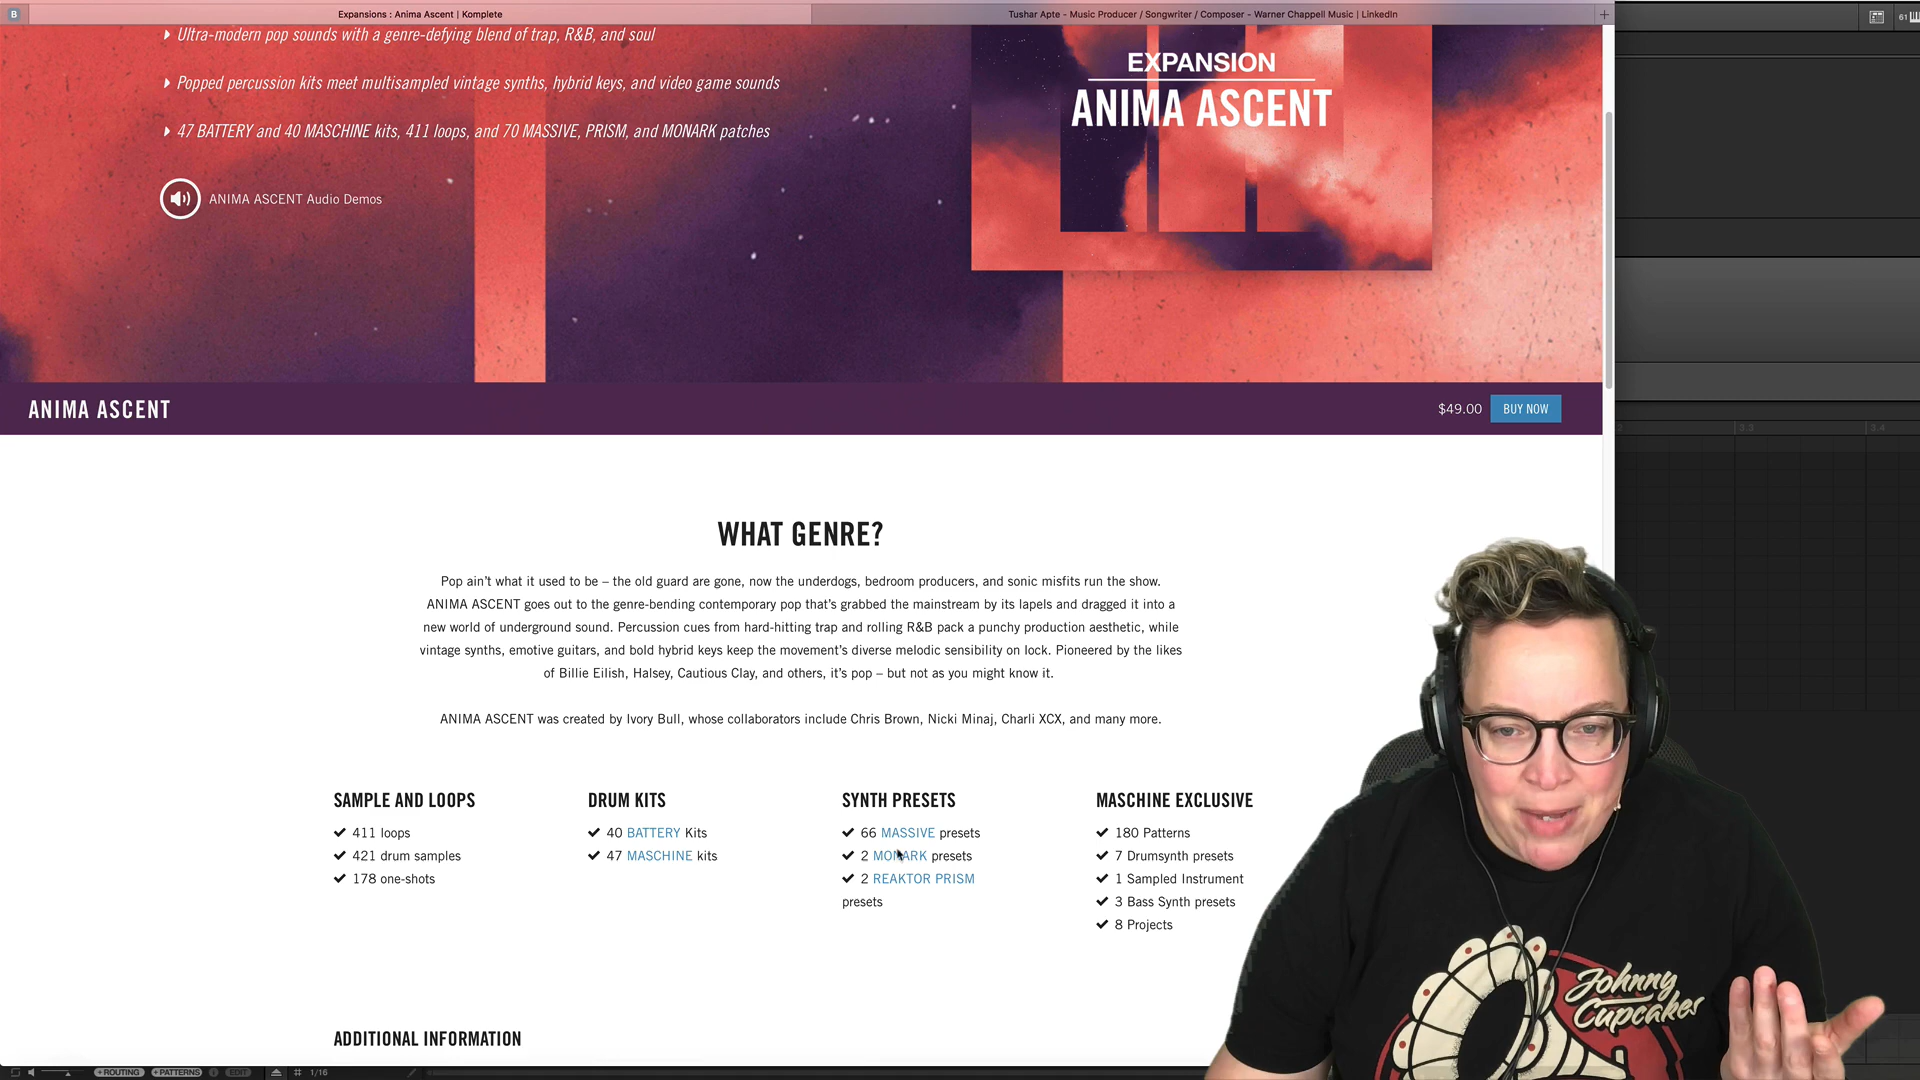 Expansions : Anima Ascent | Komplete
Tushar Apte - Music Producer / Songwriter / Composer - Warner Chappell Music | LinkedIn
B
61
Ultra-modern pop sounds with a genre-defying blend of trap, R&B, and soul
Popped percussion kits meet multisampled vintage synths, hybrid keys, and video game sounds
47 BATTERY and 40 MASCHINE kits, 411 loops, and 70 MASSIVE, PRISM, and MONARK patches
ANIMA ASCENT Audio Demos
EXPANSION
ANIMA ASCENT
ANIMA ASCENT
$49.00
BUY NOW
3.3
3.4
WHAT GENRE?
Pop ain't what it used to be – the old guard are gone, now the underdogs, bedroom producers, and sonic misfits run the show.
ANIMA ASCENT goes out to the genre-bending contemporary pop that's grabbed the mainstream by its lapels and dragged it into a
new world of underground sound. Percussion cues from hard-hitting trap and rolling R&B pack a punchy production aesthetic, while
vintage synths, emotive guitars, and bold hybrid keys keep the movement's diverse melodic sensibility on lock. Pioneered by the likes
of Billie Eilish, Halsey, Cautious Clay, and others, it's pop – but not as you might know it.
ANIMA ASCENT was created by Ivory Bull, whose collaborators include Chris Brown, Nicki Minaj, Charli XCX, and many more.
SAMPLE AND LOOPS
411 loops
421 drum samples
178 one-shots
DRUM KITS
40 BATTERY Kits
47 MASCHINE kits
SYNTH PRESETS
66 MASSIVE presets
2 MONARK presets
2 REAKTOR PRISM
presets
MASCHINE EXCLUSIVE
180 Patterns
7 Drumsynth presets
1 Sampled Instrument
3 Bass Synth presets
8 Projects
ADDITIONAL INFORMATION
Johnny
Cupcakes
+ROUTING
+PATTERNS
EDIT
1/16